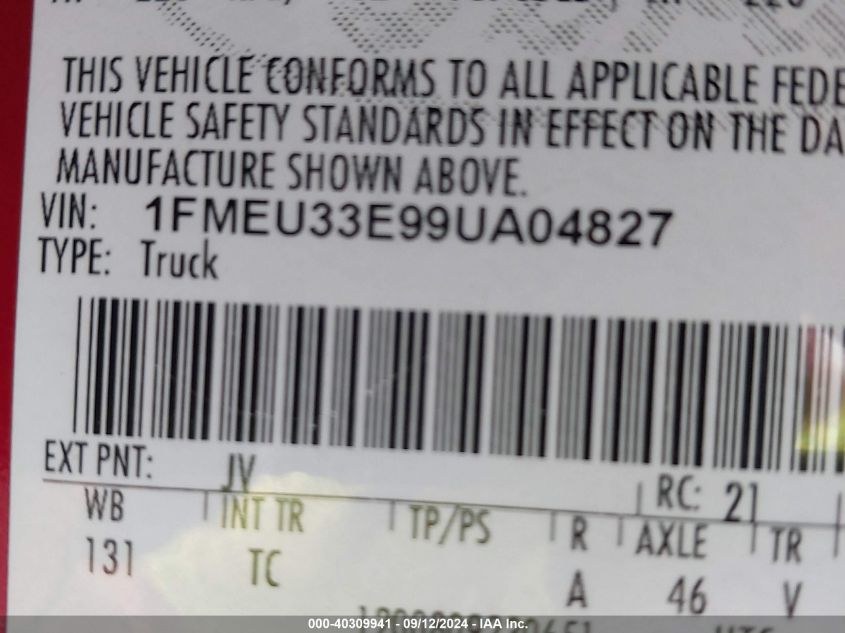 THIS VEHICLE CONFORMS TO ALL APPLICABLE FEDE
VEHICLE SAFETY STANDARDS IN EFFECT ON THE DA
MANUFACTURE SHOWN ABOVE.
VIN: 1FMEU33E99UA04827
TYPE: Truck
EXT PNT: JV RC: 21
WB INT TR TP/PS R AXLE TR
131 TC A 46 V
000-40309941 - 09/12/2024 - IAA Inc.